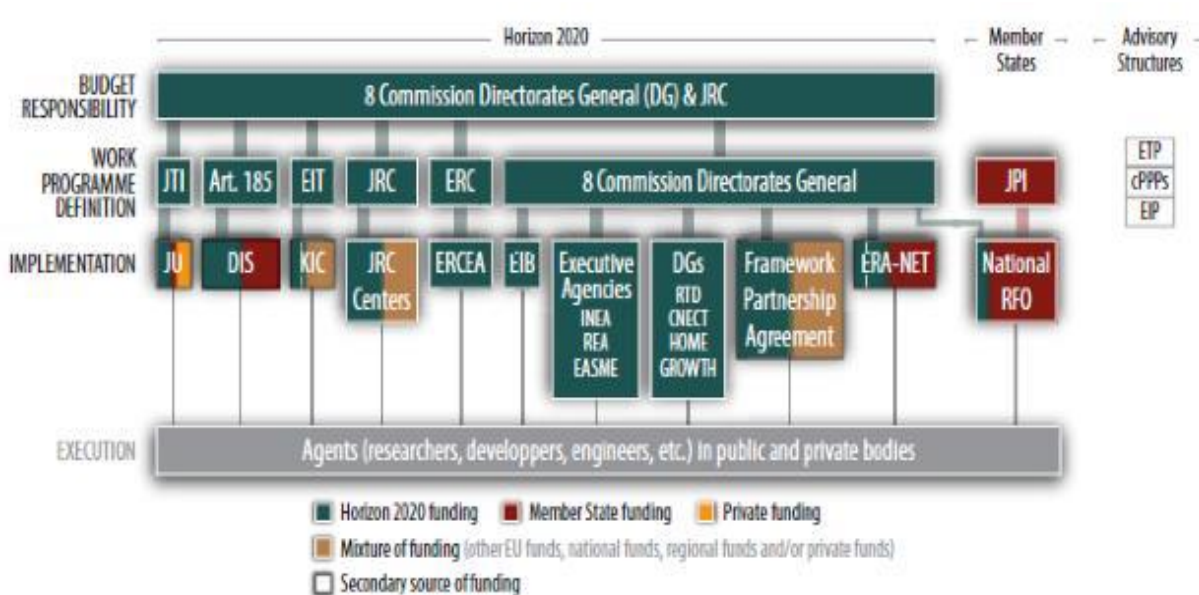 Horizon 2020
Member
States
Advisory
Structures
BUDGET
RESPONSIBILITY
8 Commission Directorates General (DG) & JRC
WORK
PROGRAMME
DEFINITION
JTI
Art. 185
EIT
JRC
ERC
8 Commission Directorates General
JPI
ETP
cPPPs
EIP
IMPLEMENTATION
JU
DIS
KIC
JRC
Centers
ERCEA
EIB
Executive
Agencies
INEA
REA
EASME
DGs
RTD
CNECT
HOME
GROWTH
Framework
Partnership
Agreement
ERA-NET
National
RFO
EXECUTION
Agents (researchers, developpers, engineers, etc.) in public and private bodies
Horizon 2020 funding
Member State funding
Private funding
Mixture of funding (other EU funds, national funds, regional funds and/or private funds)
Secondary source of funding